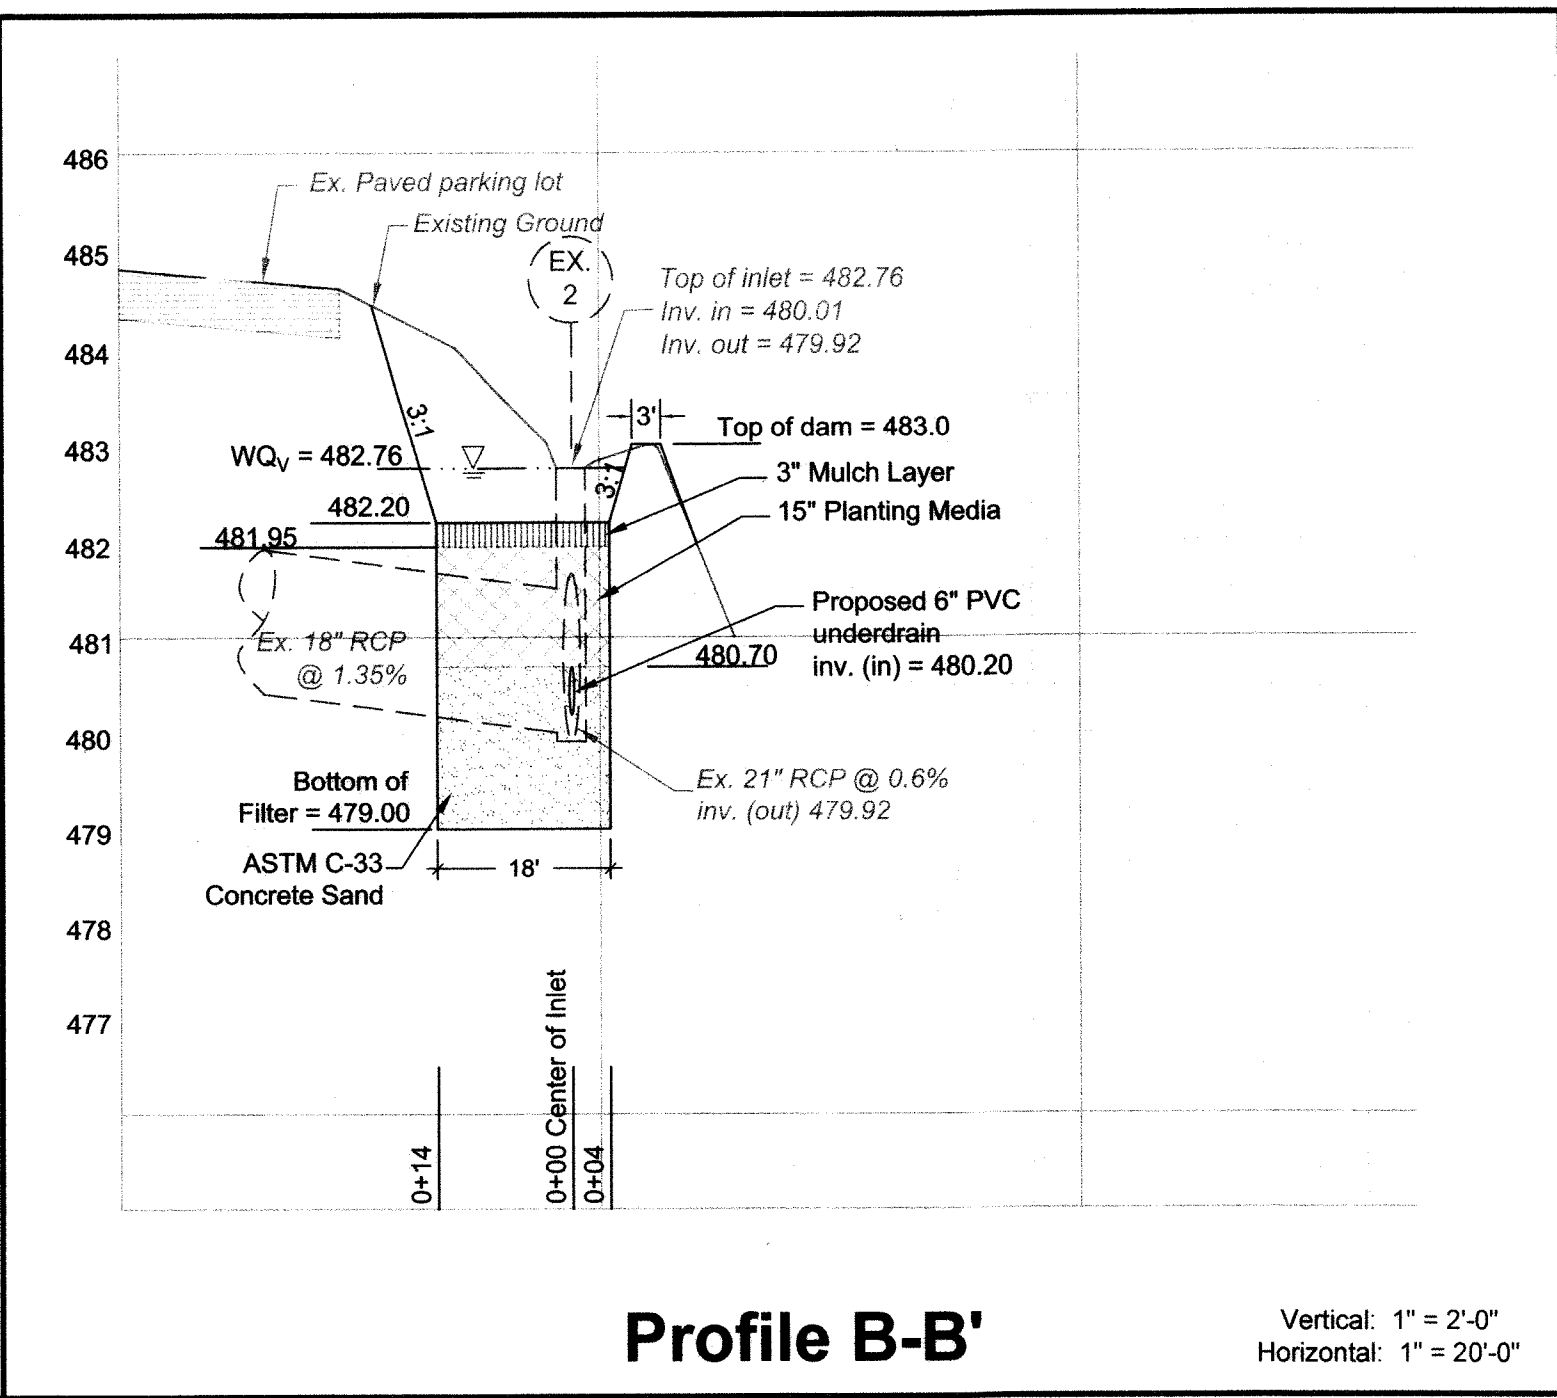 486
Ex. Paved parking lot
Existing Ground
485
EX.
2
Top of inlet = 482.76
Inv. in = 480.01
Inv. out = 479.92
484
3:1
3'
Top of dam = 483.0
483
WQV = 482.76
3:1
3" Mulch Layer
482.20
15" Planting Media
481.95
482
Proposed 6" PVC
underdrain
inv. (in) = 480.20
481
Ex. 18" RCP
@ 1.35%
480.70
480
Bottom of
Filter = 479.00
Ex. 21" RCP @ 0.6%
inv. (out) 479.92
479
ASTM C-33
Concrete Sand
18'
478
477
0+14
0+00 Center of Inlet
0+04
Profile B-B'
Vertical: 1" = 2'-0"
Horizontal: 1" = 20'-0"